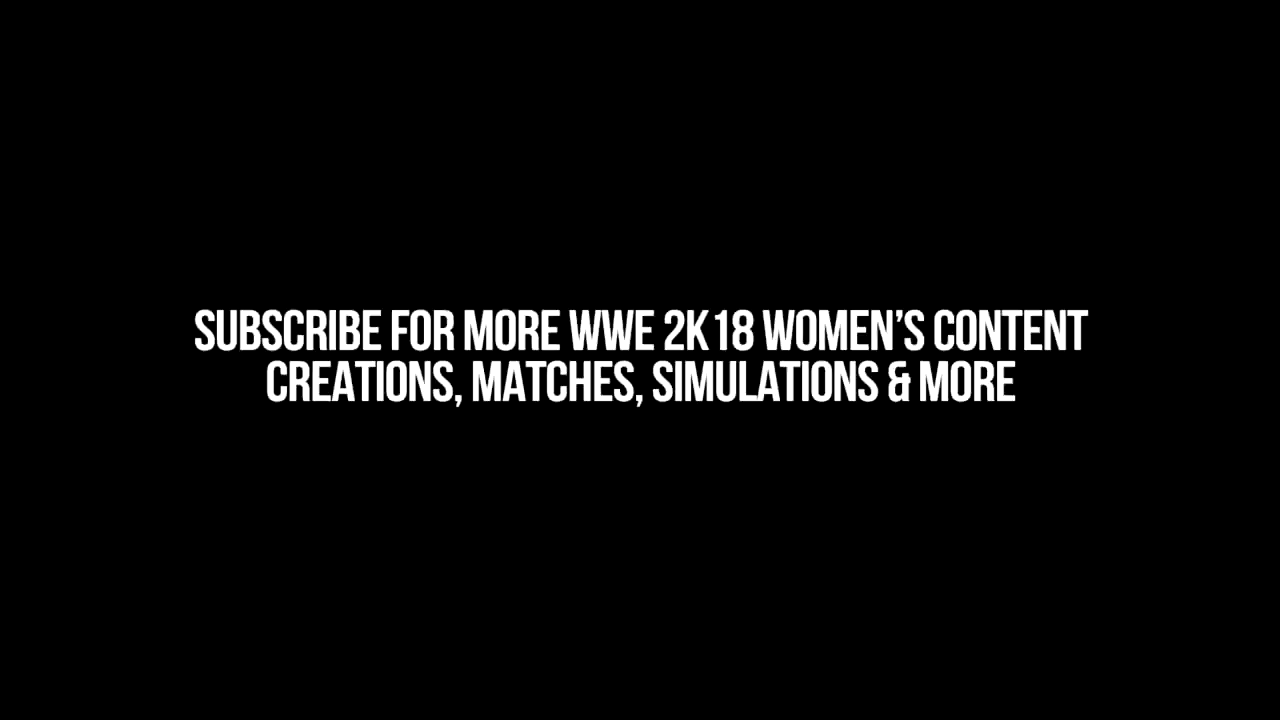 SUBSCRIBE FOR MORE WWE 2K18 WOMEN’S CONTENT
CREATIONS, MATCHES, SIMULATIONS & MORE